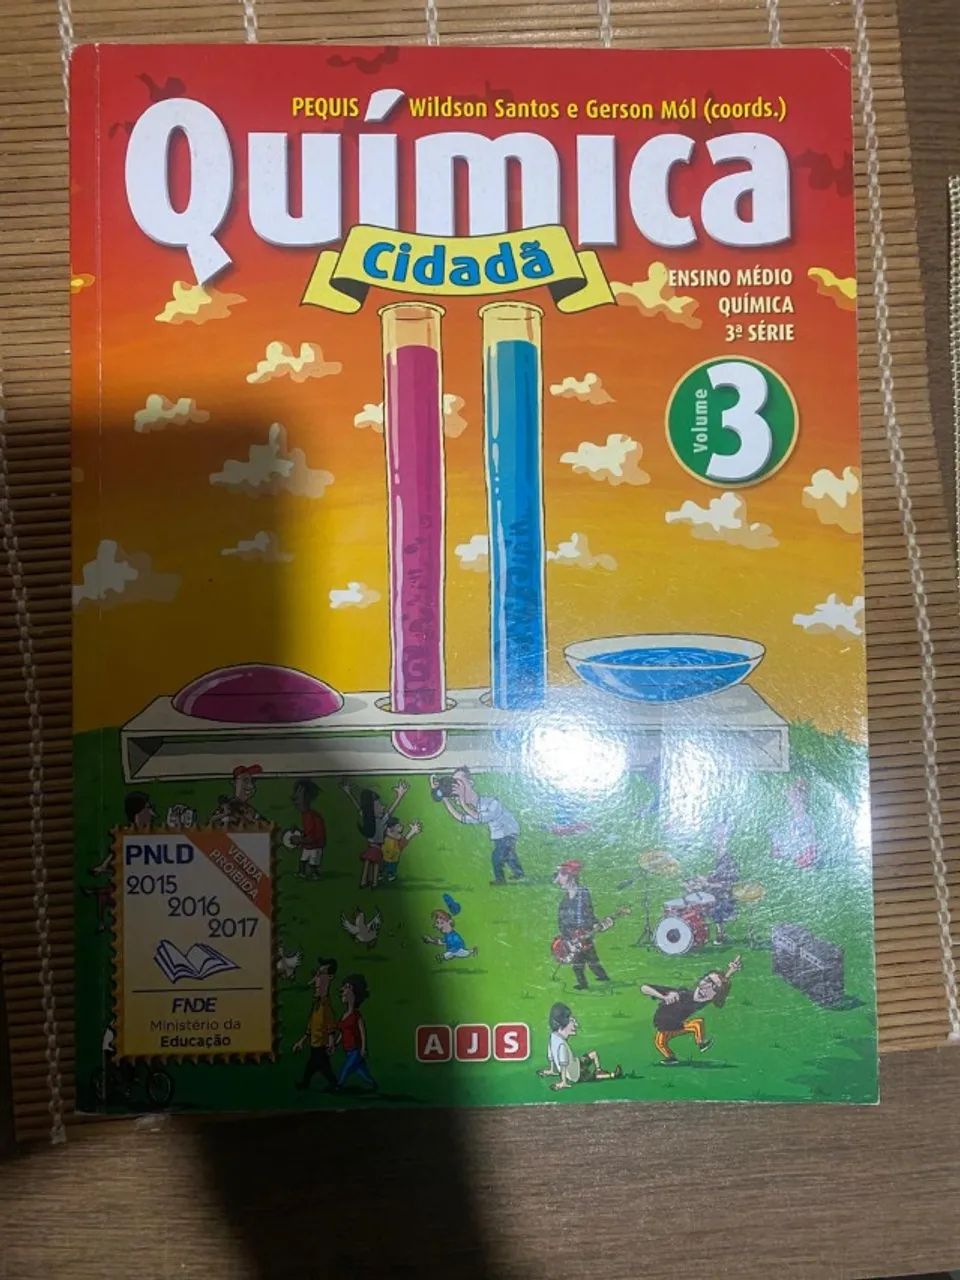 PEQUIS Wildson Santos e Gerson Mól (coords.)
Química
Cidadã
ENSINO MÉDIO
QUÍMICA
3ª SÉRIE
Volume 3
PNLD
VENDA
PROIBIDA
2015
2016
2017
FNDE
Ministério da
Educação
AJS